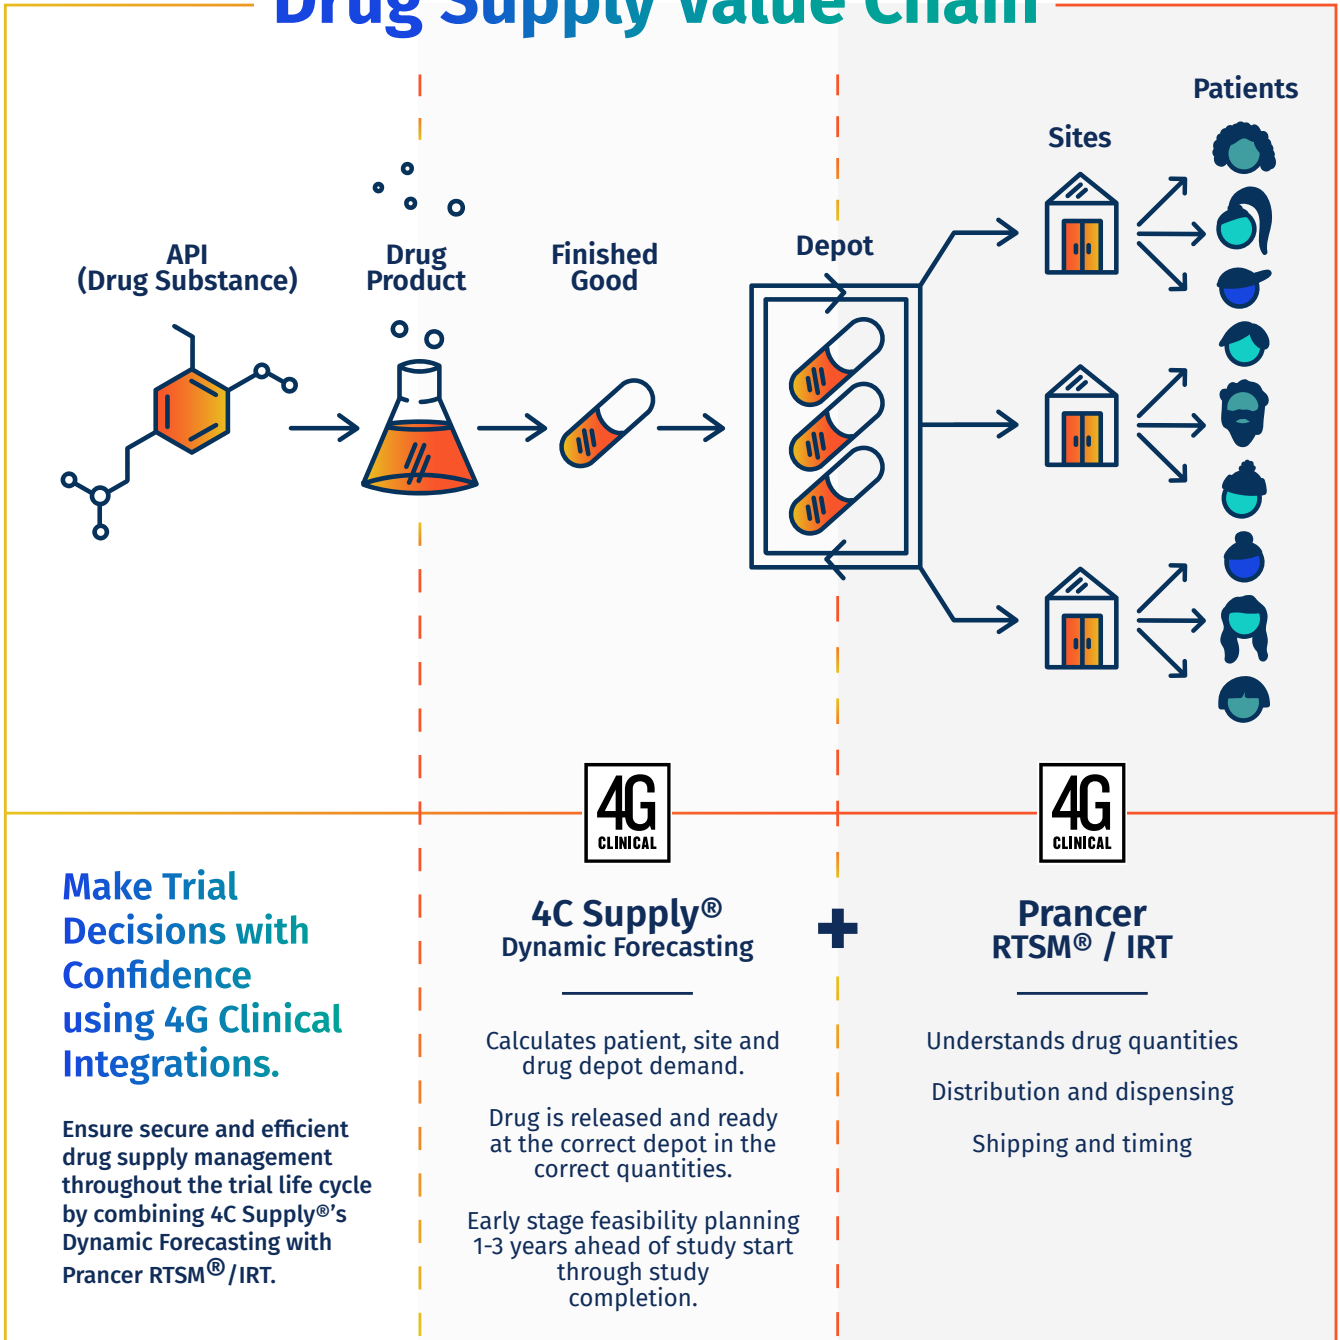 Drug Supply Value Chain
Patients
Sites
API
(Drug Substance)
Drug
Product
Finished
Good
Depot
4G
CLINICAL
4G
CLINICAL
Make Trial
Decisions with
Confidence
using 4G Clinical
Integrations.
Ensure secure and efficient
drug supply management
throughout the trial life cycle
by combining 4C Supply®'s
Dynamic Forecasting with
Prancer RTSM®/IRT.
4C Supply®
Dynamic Forecasting
Calculates patient, site and
drug depot demand.
Drug is released and ready
at the correct depot in the
correct quantities.
Early stage feasibility planning
1-3 years ahead of study start
through study
completion.
+
Prancer
RTSM® / IRT
Understands drug quantities
Distribution and dispensing
Shipping and timing